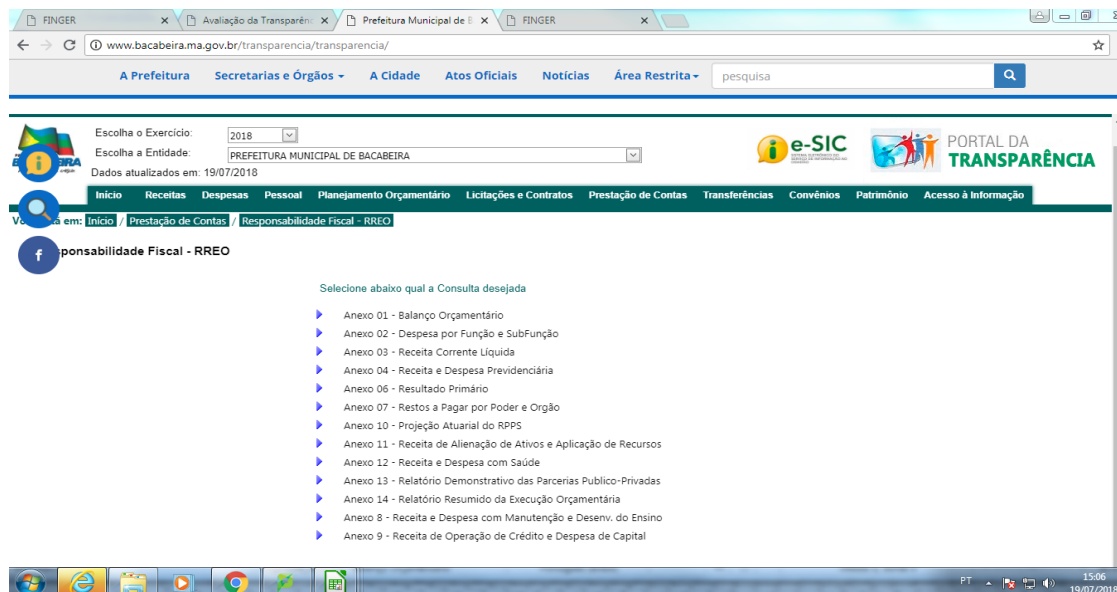 FINGER
Avaliação da Transparênc
Prefeitura Municipal de B
FINGER
www.bacabeira.ma.gov.br/transparencia/transparencia/
A Prefeitura Secretarias e Órgãos A Cidade Atos Oficiais Notícias Área Restrita pesquisa
Escolha o Exercício: 2018
Escolha a Entidade: PREFEITURA MUNICIPAL DE BACABEIRA
Dados atualizados em: 19/07/2018
e-SIC
PORTAL DA
TRANSPARÊNCIA
Início Receitas Despesas Pessoal Planejamento Orçamentário Licitações e Contratos Prestação de Contas Transferências Convênios Patrimônio Acesso à Informação
em: Início / Prestação de Contas / Responsabilidade Fiscal - RREO
ponsabilidade Fiscal - RREO
Selecione abaixo qual a Consulta desejada
Anexo 01 - Balanço Orçamentário
Anexo 02 - Despesa por Função e SubFunção
Anexo 03 - Receita Corrente Líquida
Anexo 04 - Receita e Despesa Previdenciária
Anexo 06 - Resultado Primário
Anexo 07 - Restos a Pagar por Poder e Orgão
Anexo 10 - Projeção Atuarial do RPPS
Anexo 11 - Receita de Alienação de Ativos e Aplicação de Recursos
Anexo 12 - Receita e Despesa com Saúde
Anexo 13 - Relatório Demonstrativo das Parcerias Publico-Privadas
Anexo 14 - Relatório Resumido da Execução Orçamentária
Anexo 8 - Receita e Despesa com Manutenção e Desenv. do Ensino
Anexo 9 - Receita de Operação de Crédito e Despesa de Capital
PT 15:06
19/07/2018